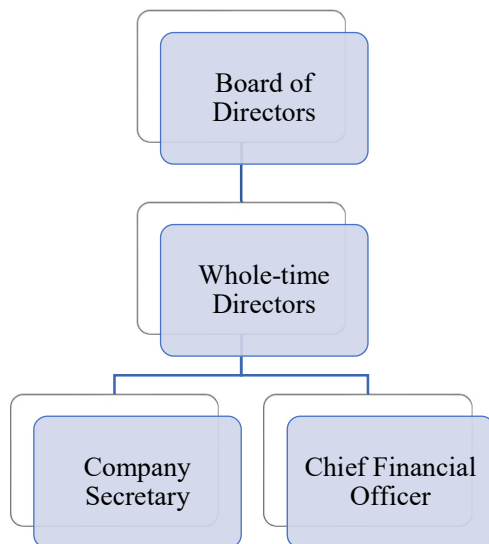 Board of
Directors
Whole-time
Directors
Company
Secretary
Chief Financial
Officer